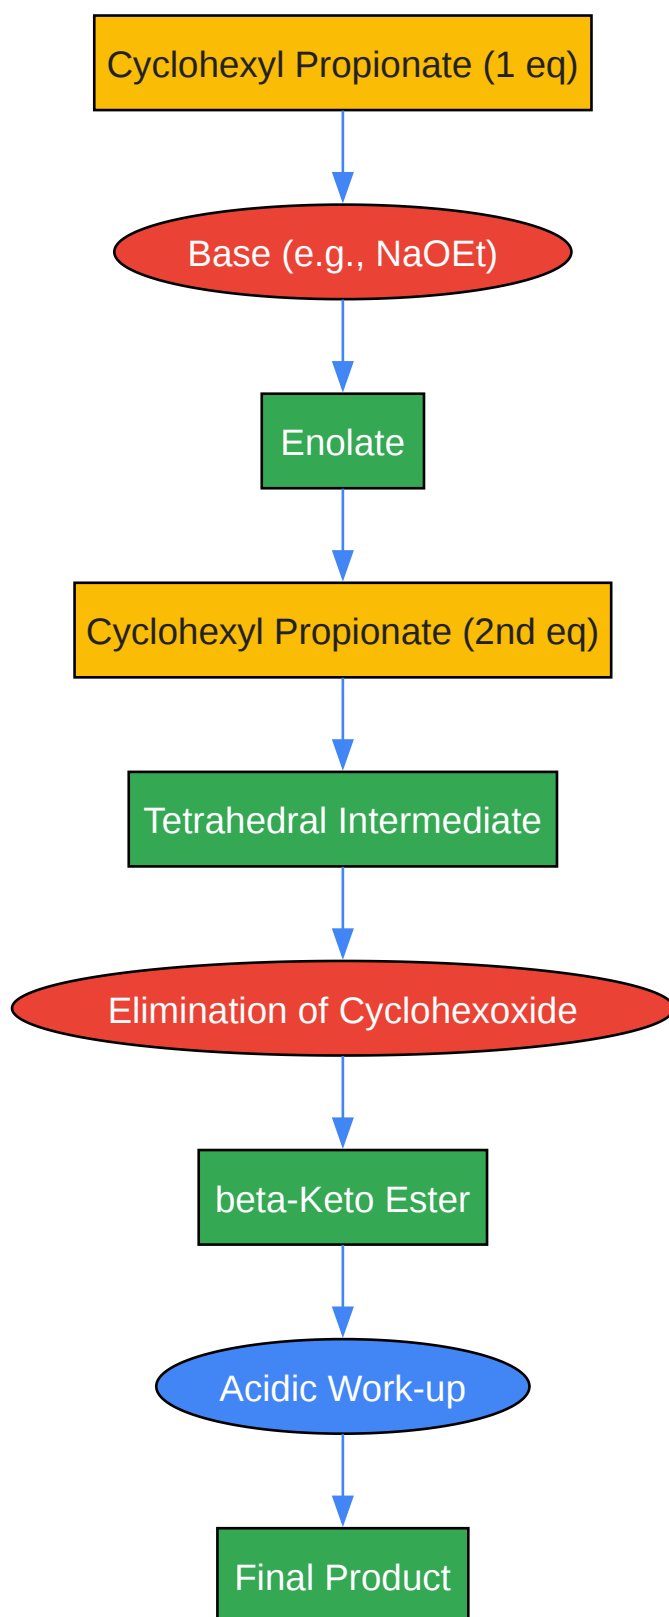 Cyclohexyl Propionate (1 eq)
Base (e.g., NaOEt)
Enolate
Cyclohexyl Propionate (2nd eq)
Tetrahedral Intermediate
Elimination of Cyclohexoxide
beta-Keto Ester
Acidic Work-up
Final Product